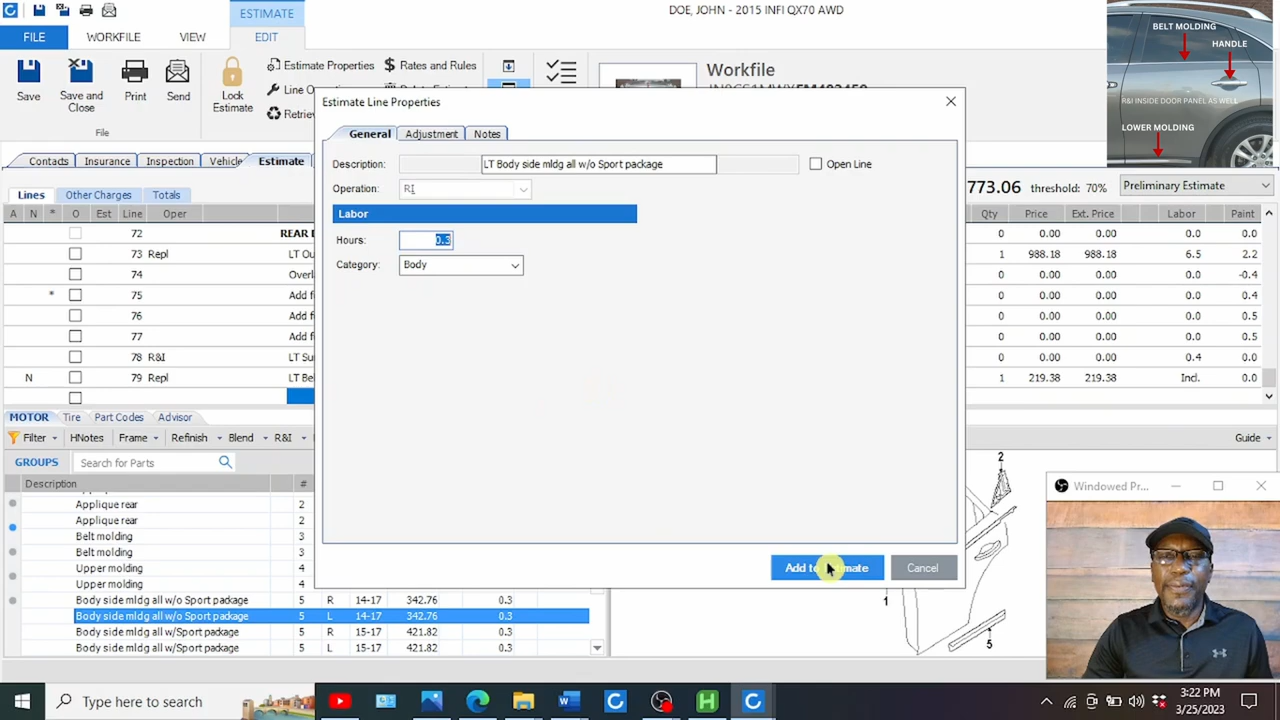 ESTIMATE
DOE, JOHN - 2015 INFI QX70 AWD
FILE WORKFILE VIEW EDIT
Save
Save and Close
Print
Send
File
Lock Estimate
Estimate Properties
Rates and Rules
Workfile
BELT MOLDING
HANDLE
R&I INSIDE DOOR PANEL AS WELL
LOWER MOLDING
Estimate Line Properties
General Adjustment Notes
Description: LT Body side mldg all w/o Sport package Open Line
Operation: RI
Labor
Hours: 0.3
Category: Body
Add to Estimate Cancel
Contacts Insurance Inspection Vehicle Estimate
Lines Other Charges Totals
773.06 threshold: 70% Preliminary Estimate
A N * O Est Line Oper Qty Price Ext. Price Labor Paint
72 REAR 0 0.00 0.00 0.0 0.0
73 Repl LT Ou 1 988.18 988.18 6.5 2.2
74 Overla 0 0.00 0.00 0.0 -0.4
* 75 Add f 0 0.00 0.00 0.0 0.4
76 Add f 0 0.00 0.00 0.0 0.5
77 Add f 0 0.00 0.00 0.0 0.5
78 R&I LT Su 0 0.00 0.00 0.4 0.0
N 79 Repl LT Be 1 219.38 219.38 Incl. 0.0
MOTOR Tire Part Codes Advisor
Filter HNotes Frame Refinish Blend R&I Guide
GROUPS Search for Parts
Description #
Applique rear 2
Applique rear 2
Belt molding 3
Belt molding 3
Upper molding 4
Upper molding 4
Body side mldg all w/o Sport package 5 R 14-17 342.76 0.3
Body side mldg all w/o Sport package 5 L 14-17 342.76 0.3
Body side mldg all w/Sport package 5 R 15-17 421.82 0.3
Body side mldg all w/Sport package 5 L 15-17 421.82 0.3
2
1
5
Windowed Pr...
Type here to search
3:22 PM
3/25/2023